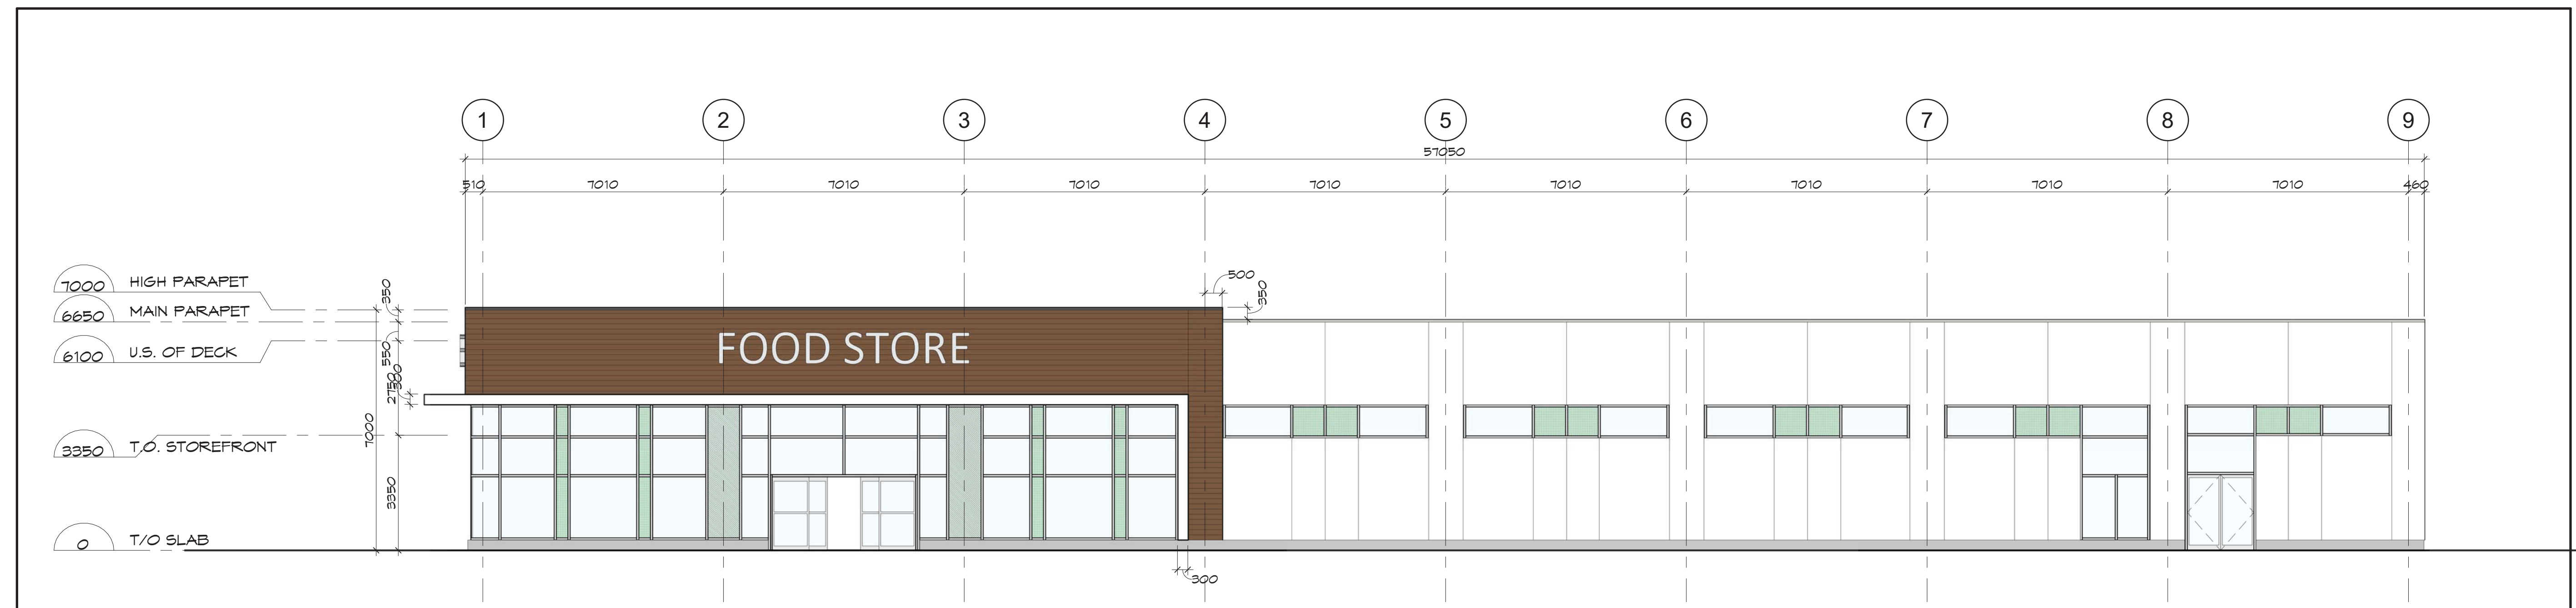 1 2 3 4 5 6 7 8 9
57050
510 7010 7010 7010 7010 7010 7010 7010 7010 460
500
350
350
7000 HIGH PARAPET
6650 MAIN PARAPET
6100 U.S. OF DECK
550
300
2750
7000
FOOD STORE
3350 T.O. STOREFRONT
3350
0 T/O SLAB
300